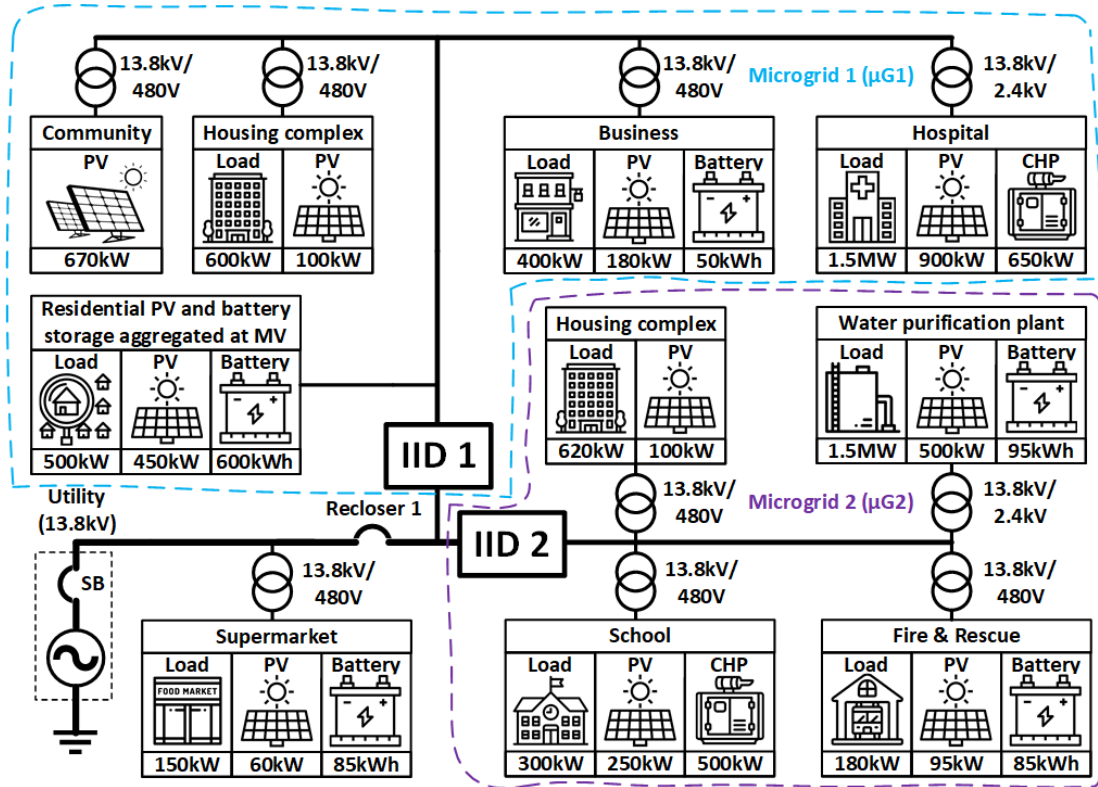 13.8kV/
480V
13.8kV/
480V
13.8kV/
480V
Microgrid 1 (µG1)
13.8kV/
2.4kV
Community
PV
670kW
Housing complex
Load PV
600kW 100kW
Business
Load PV Battery
400kW 180kW 50kWh
Hospital
Load PV CHP
1.5MW 900kW 650kW
Residential PV and battery
storage aggregated at MV
Load PV Battery
500kW 450kW 600kWh
Housing complex
Load PV
620kW 100kW
Water purification plant
Load PV Battery
1.5MW 500kW 95kWh
IID 1
13.8kV/
480V
Microgrid 2 (µG2)
13.8kV/
2.4kV
Utility
(13.8kV)
Recloser 1
IID 2
SB
13.8kV/
480V
13.8kV/
480V
13.8kV/
480V
Supermarket
Load PV Battery
FOOD MARKET
150kW 60kW 85kWh
School
Load PV CHP
300kW 250kW 500kW
Fire & Rescue
Load PV Battery
180kW 95kW 85kWh